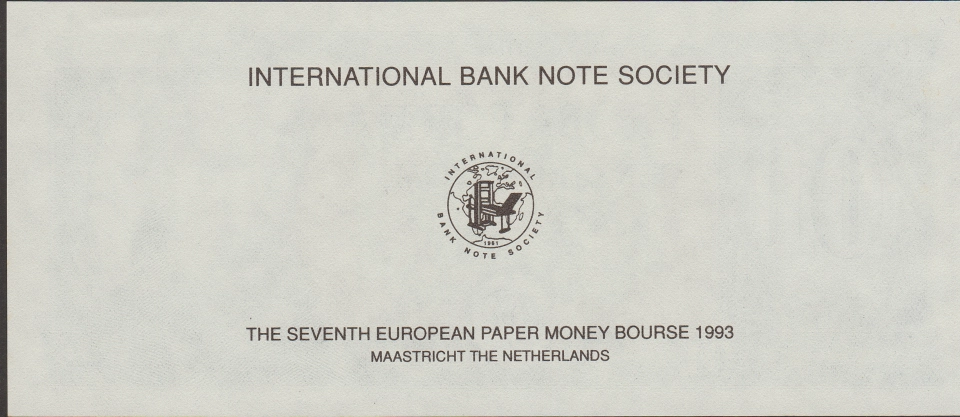 INTERNATIONAL BANK NOTE SOCIETY
INTERNATIONAL
1961
BANK NOTE SOCIETY
THE SEVENTH EUROPEAN PAPER MONEY BOURSE 1993
MAASTRICHT THE NETHERLANDS